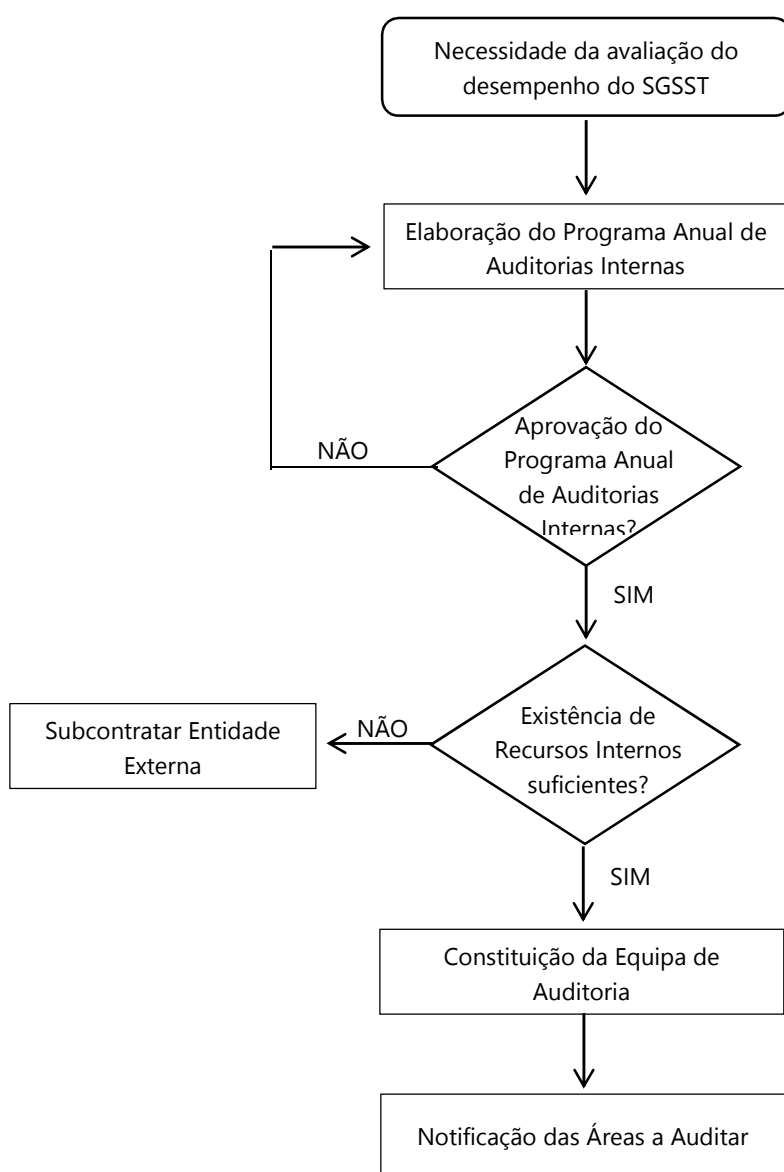 Necessidade da avaliação do
desempenho do SGSST
Elaboração do Programa Anual de
Auditorias Internas
Aprovação do
Programa Anual
de Auditorias
Internas?
NÃO
SIM
Existência de
Recursos Internos
suficientes?
NÃO
Subcontratar Entidade
Externa
SIM
Constituição da Equipa de
Auditoria
Notificação das Áreas a Auditar